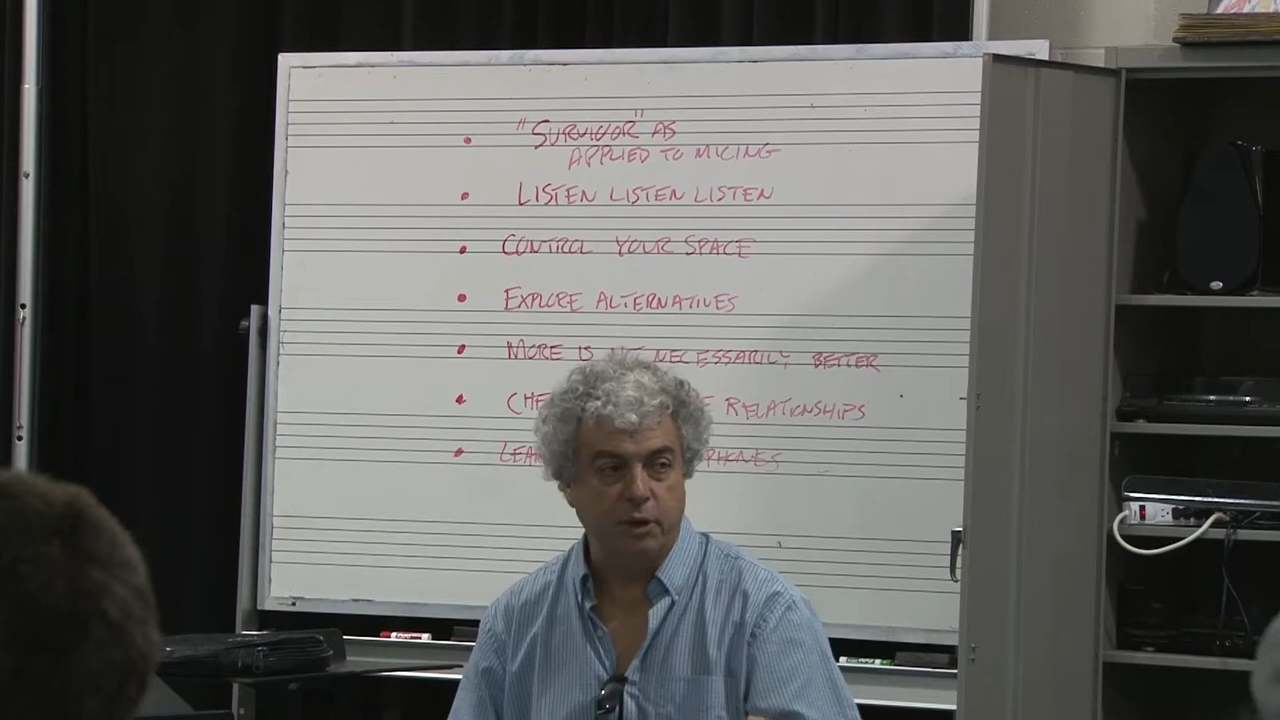 "SURVIVOR" AS
APPLIED TO MICING
• LISTEN LISTEN LISTEN
• CONTROL YOUR SPACE
• EXPLORE ALTERNATIVES
• MORE IS NECESSARILY BETTER
• RELATIONSHIPS